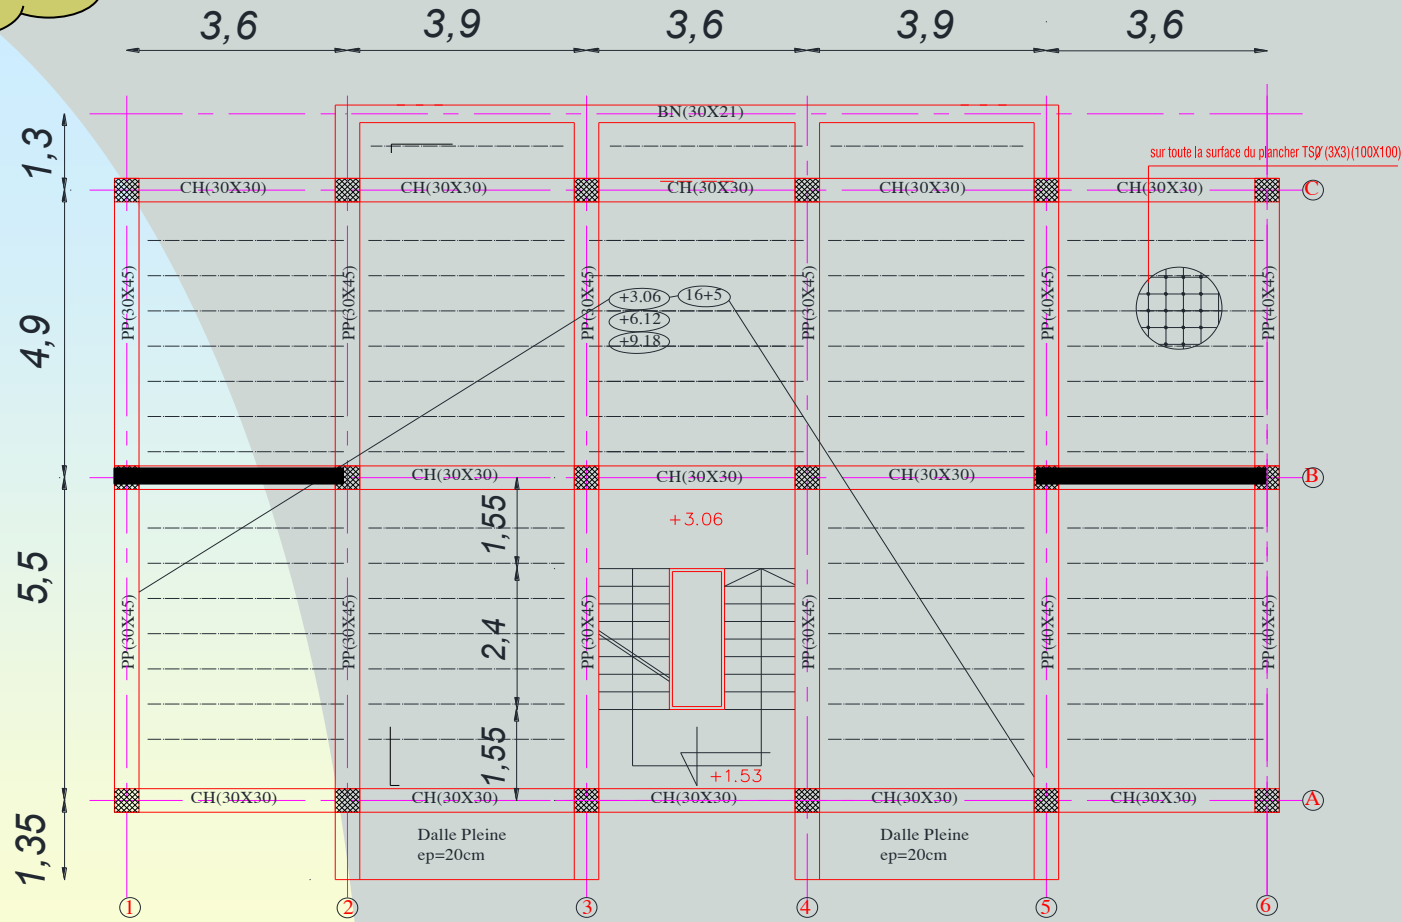 3,6 3,9 3,6 3,9 3,6
BN(30X21)
1,3
sur toute la surface du plancher TSØ (3X3)(100X100)
CH(30X30) CH(30X30) CH(30X30) CH(30X30) CH(30X30)
C
4,9
PP(30X45) PP(30X45) PP(30X45) PP(30X45) PP(40X45) PP(40X45)
+3.06 16+5
+6.12
+9.18
CH(30X30) CH(30X30) CH(30X30)
B
1,55
+3.06
5,5
2,4
PP(30X45) PP(30X45) PP(30X45) PP(30X45) PP(40X45) PP(40X45)
1,55
+1.53
CH(30X30) CH(30X30) CH(30X30) CH(30X30) CH(30X30)
A
1,35
Dalle Pleine Dalle Pleine
ep=20cm ep=20cm
1 2 3 4 5 6